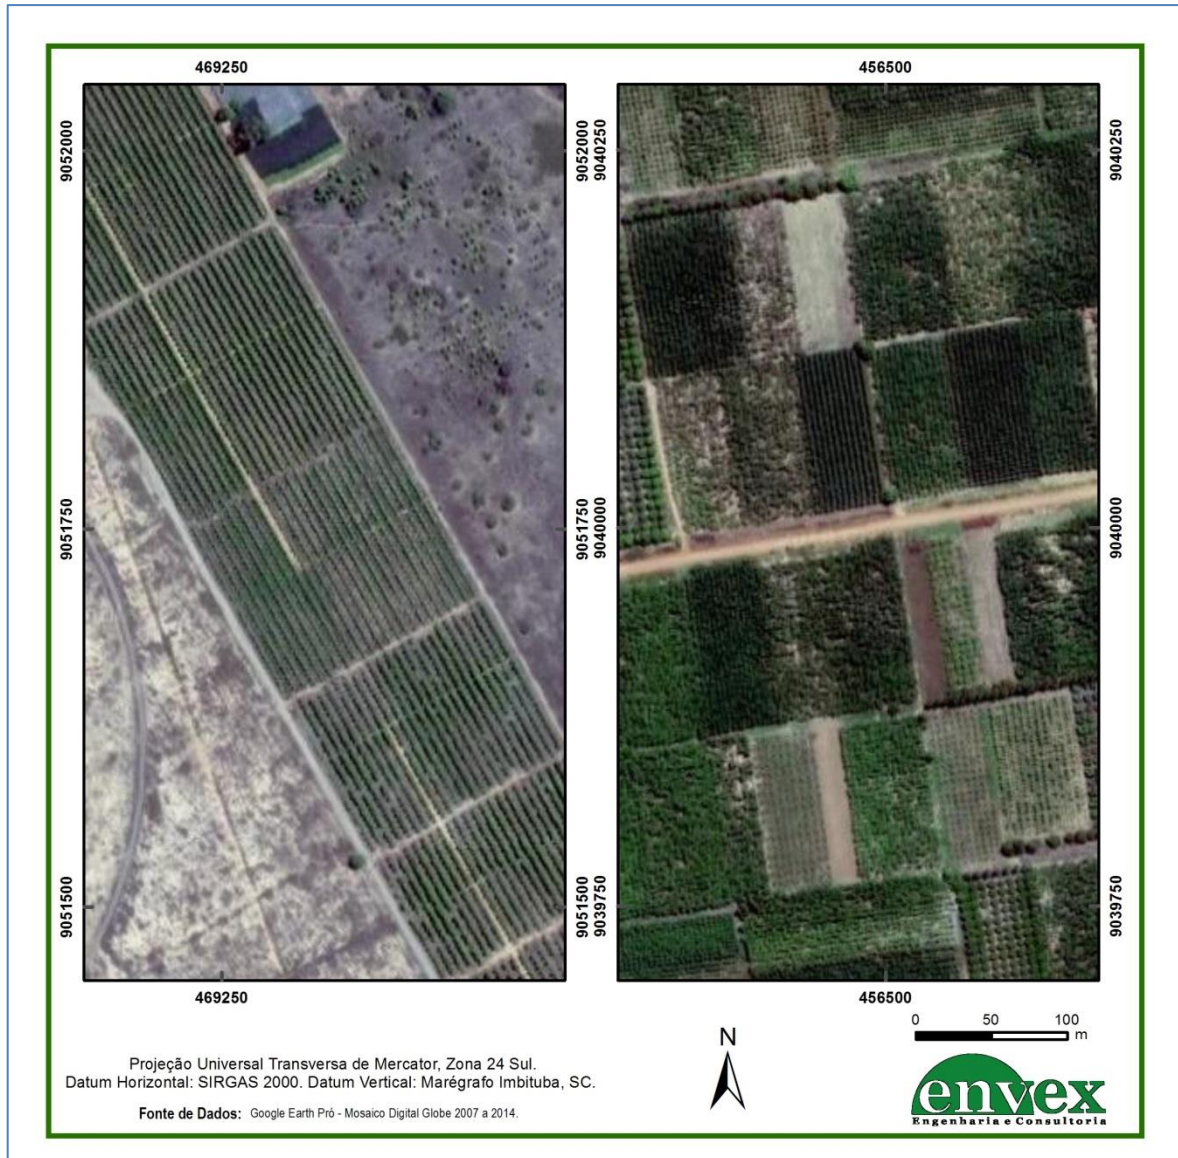 469250
456500
9052000
9052000
9040250
9040250
9051750
9051750
9040000
9040000
9051500
9051500
9039750
9039750
469250
456500
0 50 100
m
N
Projeção Universal Transversa de Mercator, Zona 24 Sul.
Datum Horizontal: SIRGAS 2000. Datum Vertical: Marégrafo Imbituba, SC.
Fonte de Dados: Google Earth Pró - Mosaico Digital Globe 2007 a 2014.
envex
Engenharia e Consultoria